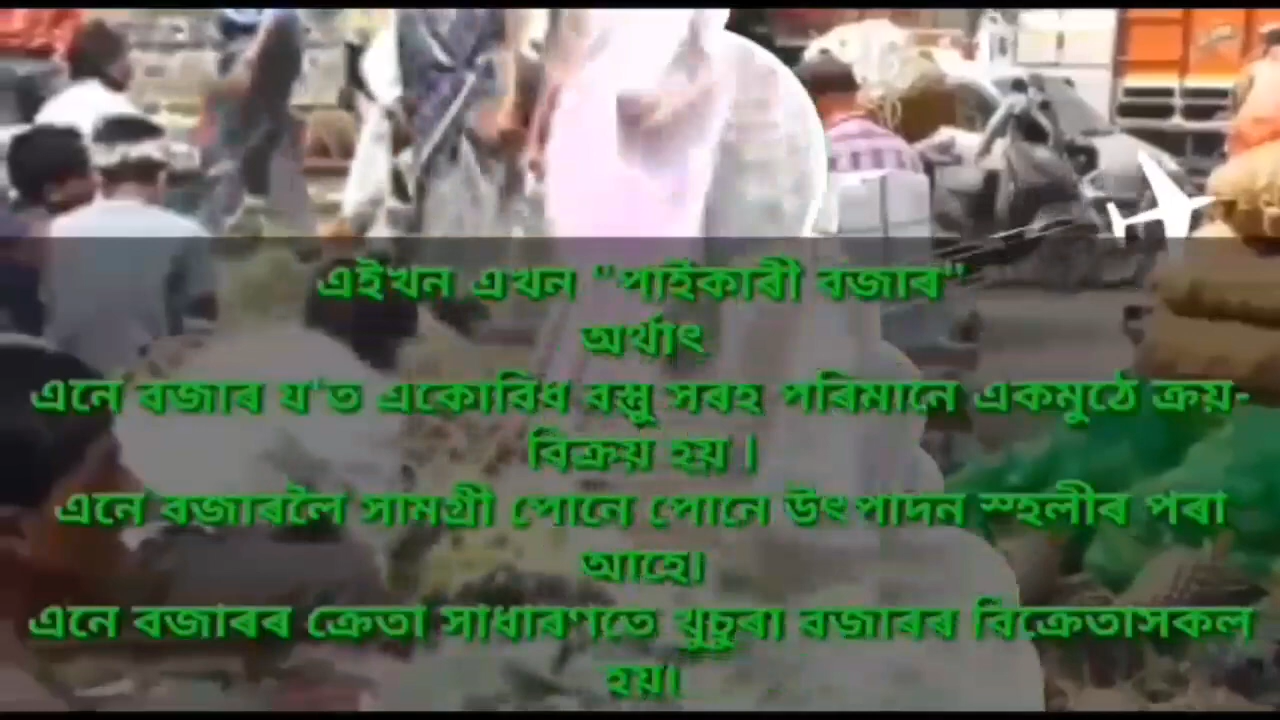 এইখন এখন "পাইকাৰী বজাৰ"
অৰ্থাৎ
এনে বজাৰ য'ত একোবিধ বস্তু সৰহ পৰিমানে একমুঠে ক্ৰয়-
বিক্ৰয় হয় ।
এনে বজাৰলৈ সামগ্ৰী পোনে পোনে উৎপাদন স্হলীৰ পৰা
আহে।
এনে বজাৰৰ ক্ৰেতা সাধাৰণতে খুচুৰা বজাৰৰ বিক্ৰেতাসকল
হয়।